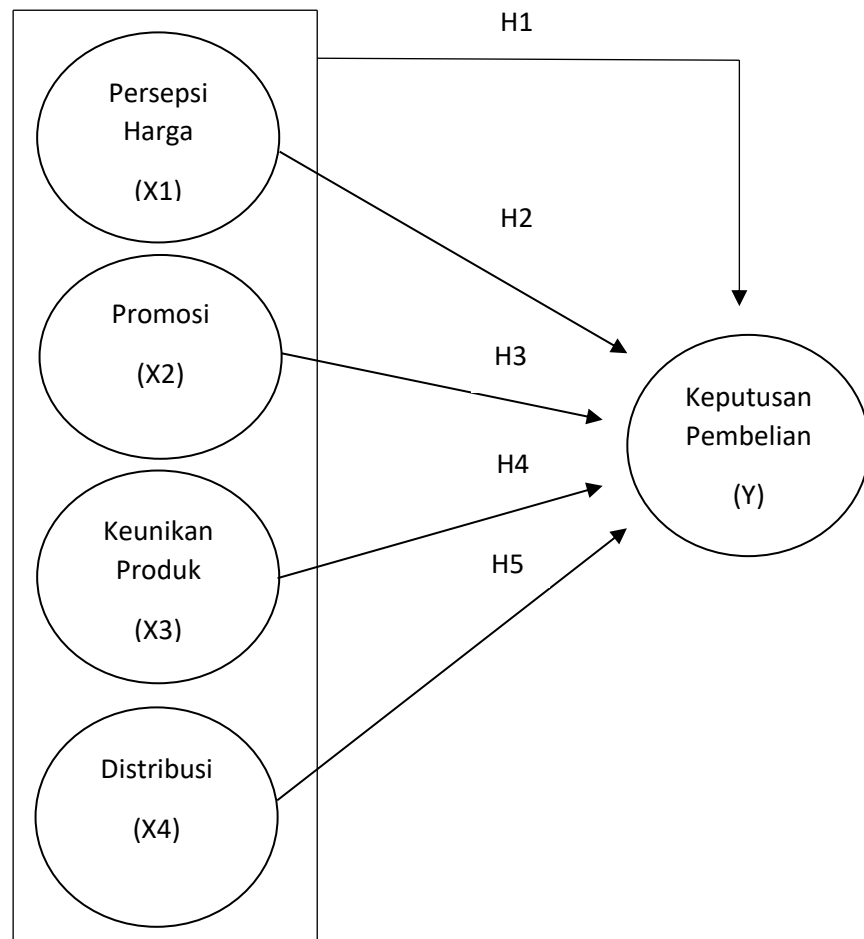 H1
Persepsi
Harga
(X1)
H2
Promosi
(X2)
H3
Keputusan
Pembelian
(Y)
H4
Keunikan
Produk
(X3)
H5
Distribusi
(X4)